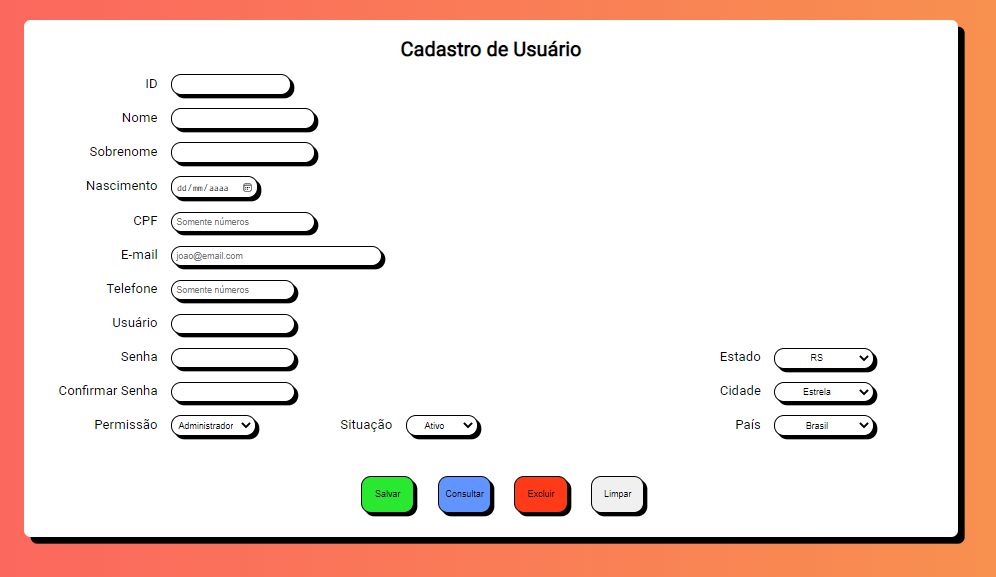 Cadastro de Usuário
ID
Nome
Sobrenome
Nascimento dd/mm/aaaa
CPF Somente números
E-mail joao@email.com
Telefone Somente números
Usuário
Senha Estado RS
Confirmar Senha Cidade Estrela
Permissão Administrador Situação Ativo País Brasil
Salvar Consultar Excluir Limpar